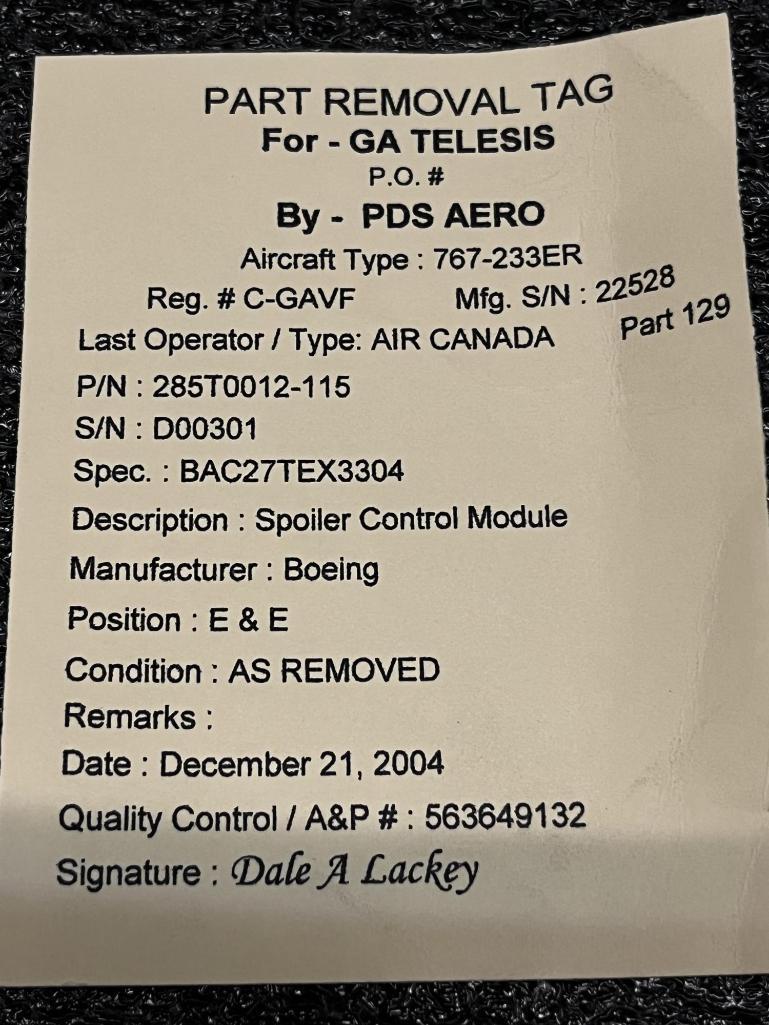 PART REMOVAL TAG
For - GA TELESIS
P.O. #
By - PDS AERO
Aircraft Type : 767-233ER
Reg. # C-GAVF Mfg. S/N : 22528
Last Operator / Type: AIR CANADA Part 129
P/N : 285T0012-115
S/N : D00301
Spec. : BAC27TEX3304
Description : Spoiler Control Module
Manufacturer : Boeing
Position : E & E
Condition : AS REMOVED
Remarks :
Date : December 21, 2004
Quality Control / A&P # : 563649132
Signature : Dale A Lackey